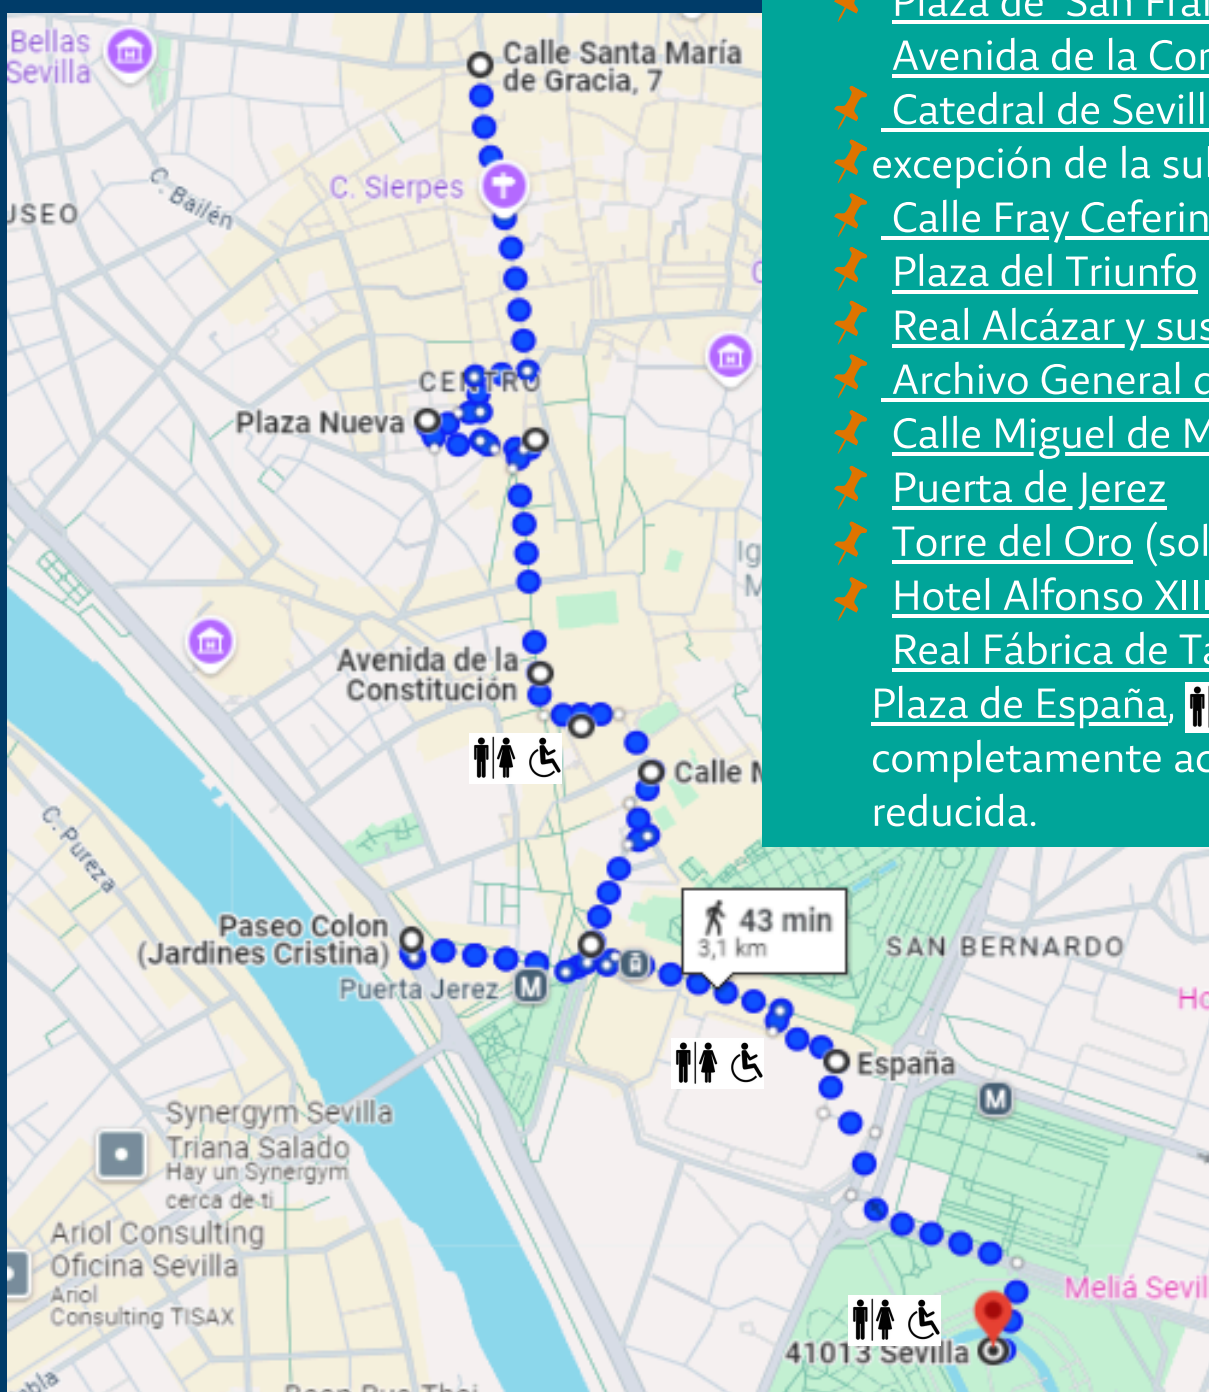 Bellas
Sevilla
Calle Santa María
de Gracia, 7
C. Sierpes
C. Bailén
USEO
CENTRO
Plaza Nueva
Avenida de la
Constitución
Calle M
C. Pureza
Paseo Colon
(Jardines Cristina)
Puerta Jerez
M
43 min
3,1 km
SAN BERNARDO
España
M
Synergym Sevilla
Triana Salado
Hay un Synergym
cerca de ti
Ariol Consulting
Oficina Sevilla
Ariol
Consulting TISAX
Meliá Sevil
41013 Sevilla
Plaza de San Fran
Avenida de la Con
Catedral de Sevill
excepción de la sub
Calle Fray Ceferin
Plaza del Triunfo
Real Alcázar y sus
Archivo General d
Calle Miguel de M
Puerta de Jerez
Torre del Oro (sol
Hotel Alfonso XIII
Real Fábrica de Ta
Plaza de España,
completamente ac
reducida.